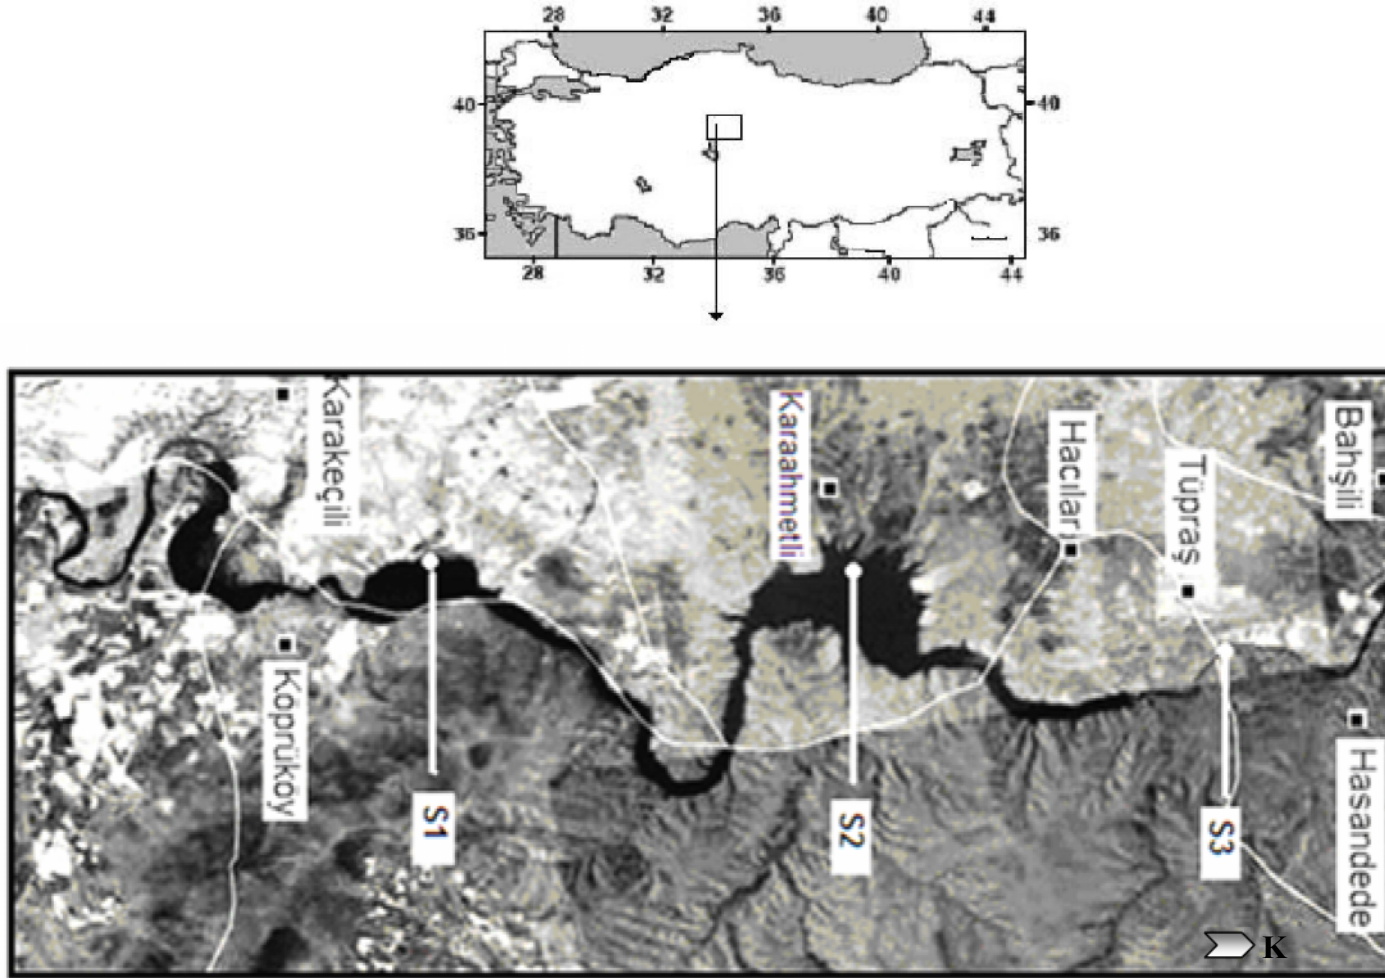 28 32 36 40 44
40 40
36 36
28 32 36 40 44
Karakeçili
Karaahmetli
Hacılar
Tüpraş
Bahşili
Köprüköy
S1
S2
S3
Hasandede
K